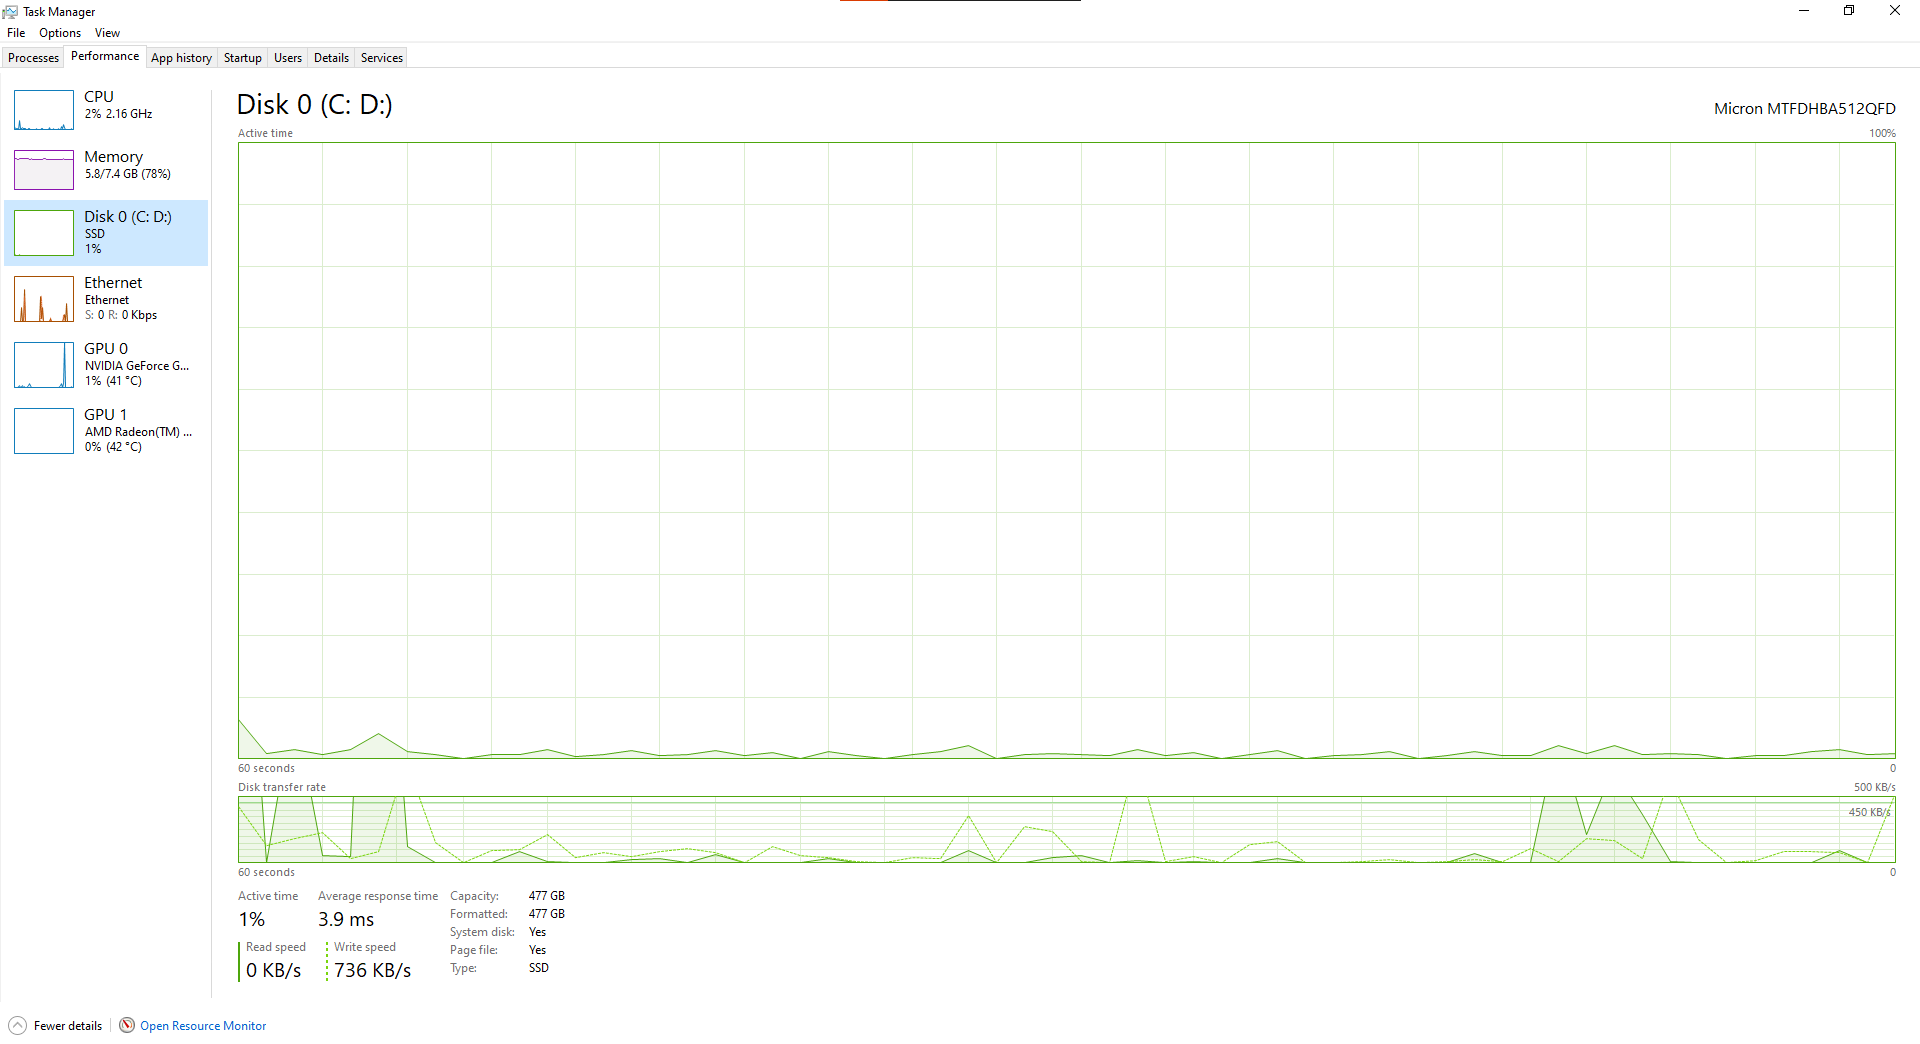 Task Manager
File Options View
Processes Performance App history Startup Users Details Services
CPU
2% 2.16 GHz
Memory
5.8/7.4 GB (78%)
Disk 0 (C: D:)
SSD
1%
Ethernet
Ethernet
S: 0 R: 0 Kbps
GPU 0
NVIDIA GeForce G...
1% (41 °C)
GPU 1
AMD Radeon(TM) ...
0% (42 °C)
Disk 0 (C: D:)
Micron MTFDHBA512QFD
Active time
100%
60 seconds
0
Disk transfer rate
500 KB/s
450 KB/s
60 seconds
0
Active time
1%
Average response time
3.9 ms
Read speed
0 KB/s
Write speed
736 KB/s
Capacity: 477 GB
Formatted: 477 GB
System disk: Yes
Page file: Yes
Type: SSD
Fewer details
Open Resource Monitor